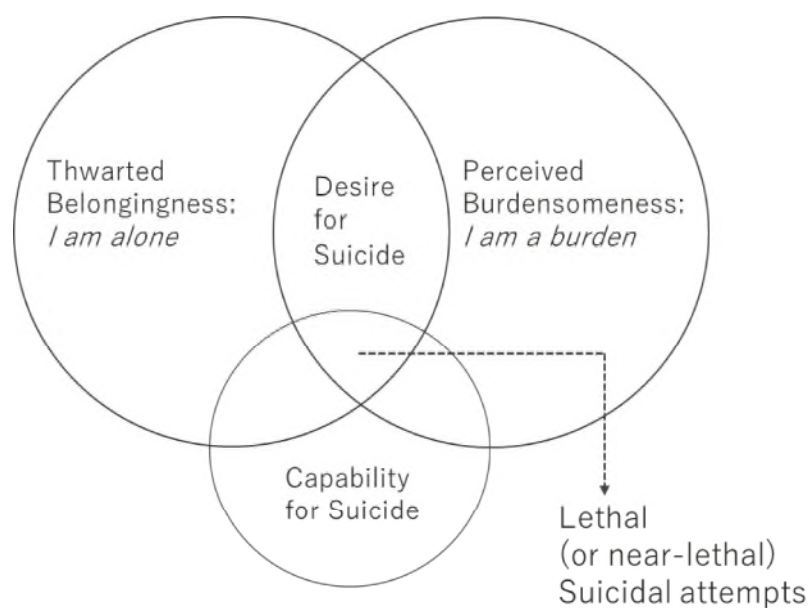 Thwarted
Belongingness:
I am alone
Desire
for
Suicide
Perceived
Burdensomeness:
I am a burden
Capability
for Suicide
Lethal
(or near-lethal)
Suicidal attempts